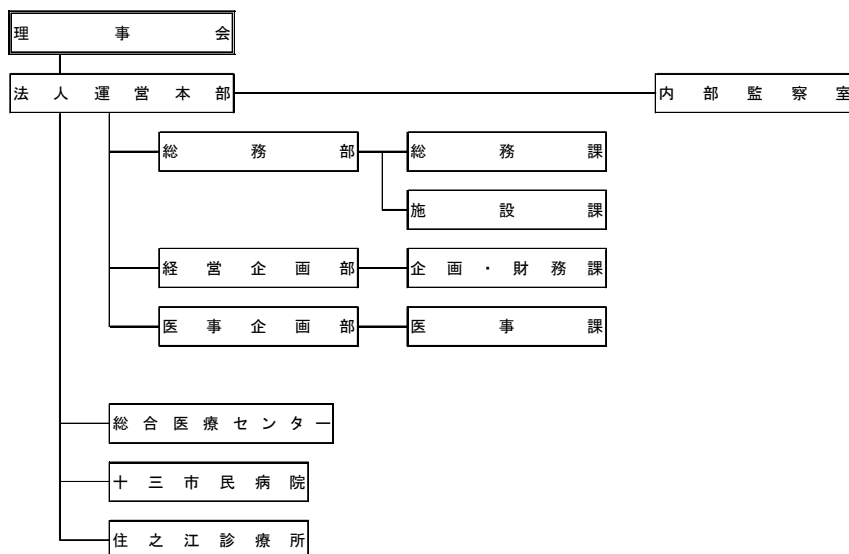 理事会
法人運営本部
内部監察室
総務部
総務課
施設課
経営企画部
企画・財務課
医事企画部
医事課
総合医療センター
十三市民病院
住之江診療所